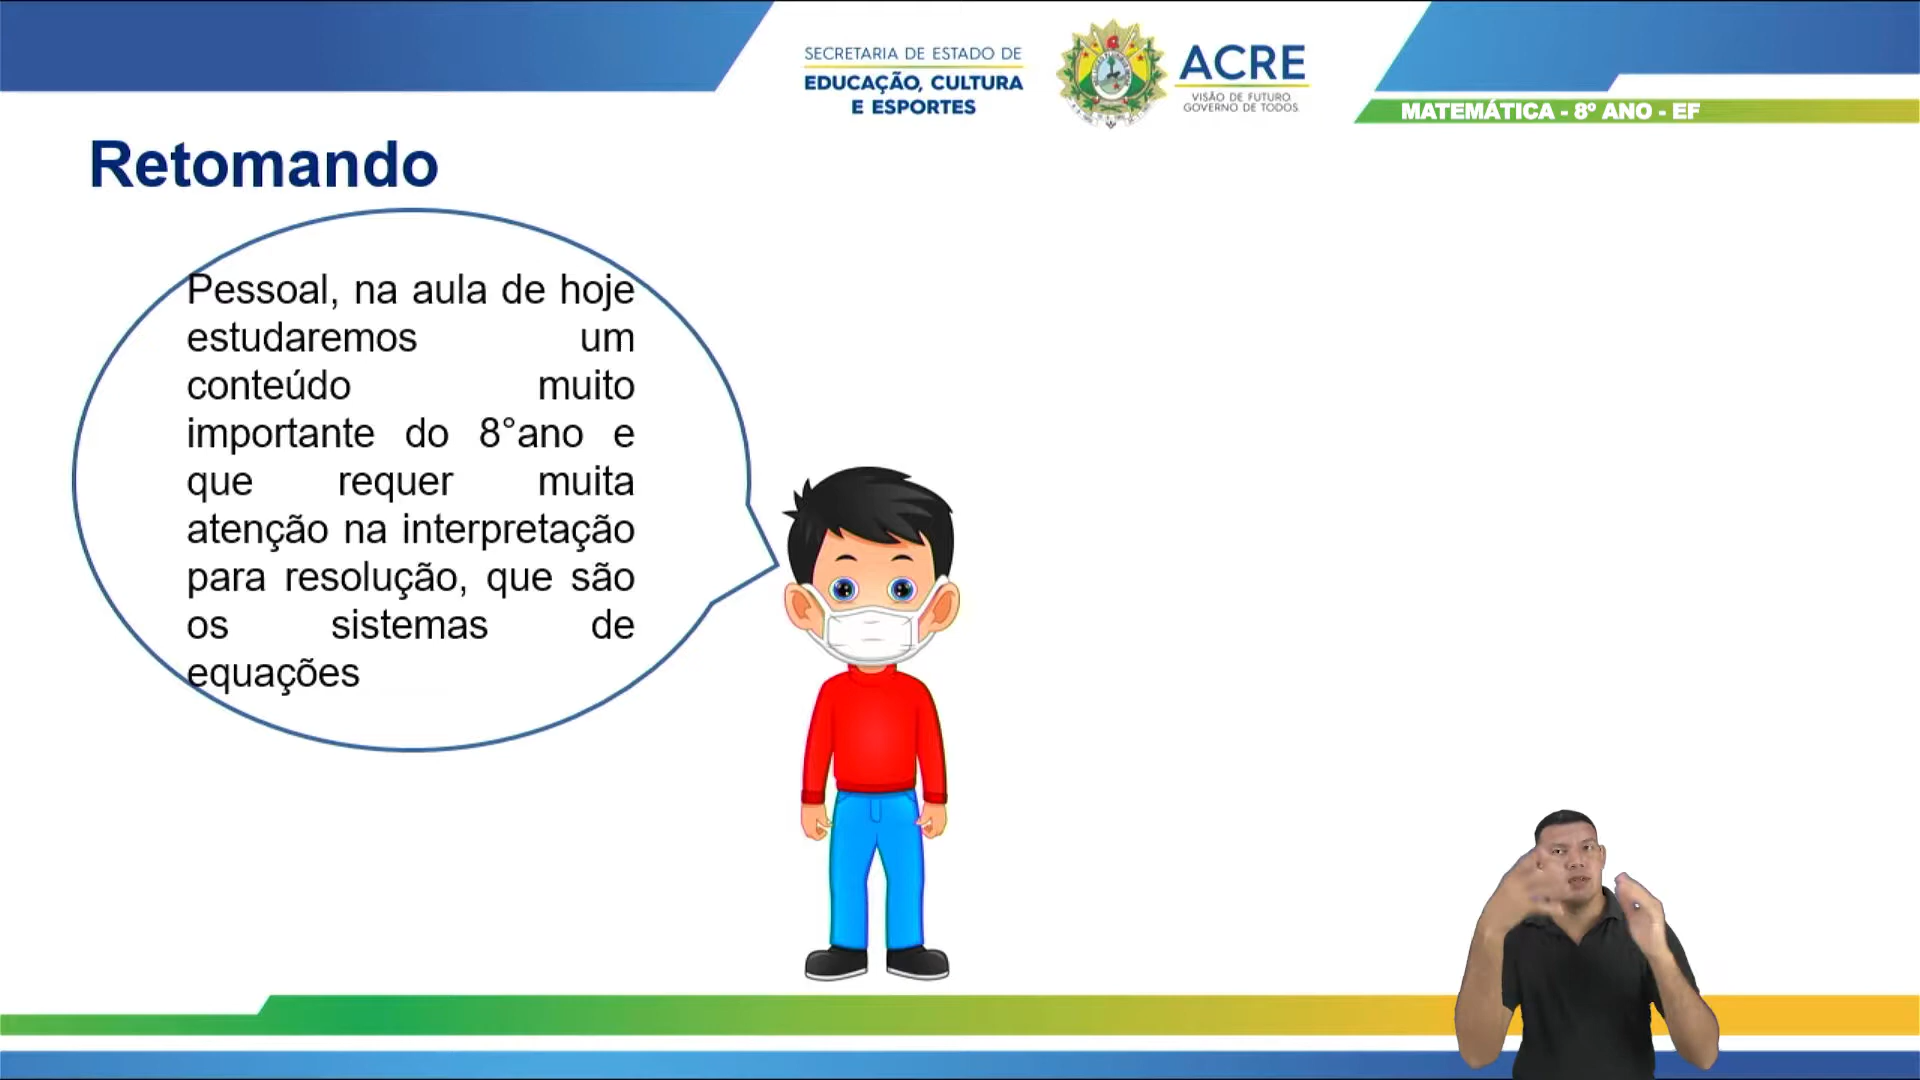 SECRETARIA DE ESTADO DE
EDUCAÇÃO, CULTURA
E ESPORTES
ACRE
VISÃO DE FUTURO.
GOVERNO DE TODOS.
MATEMÁTICA - 8º ANO - EF
Retomando
Pessoal, na aula de hoje
estudaremos um
conteúdo muito
importante do 8°ano e
que requer muita
atenção na interpretação
para resolução, que são
os sistemas de
equações